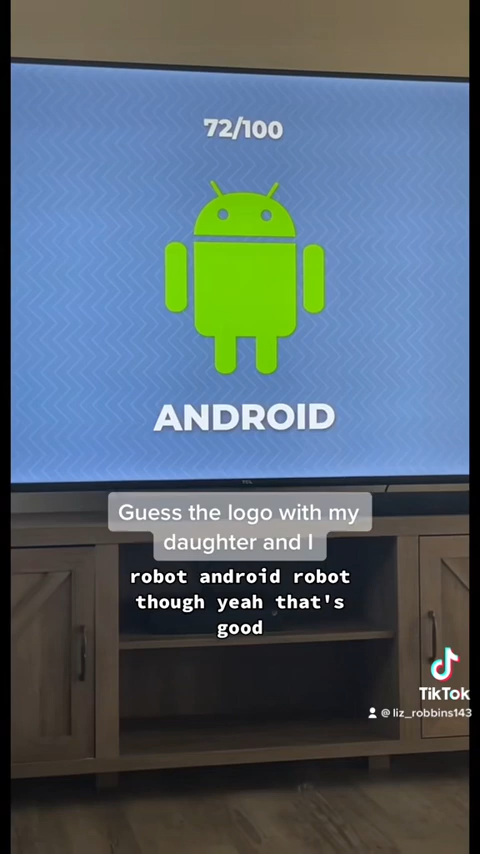 72/100
ANDROID
TCL
Guess the logo with my
daughter and I
robot android robot
though yeah that's
good
TikTok
@ liz_robbins143